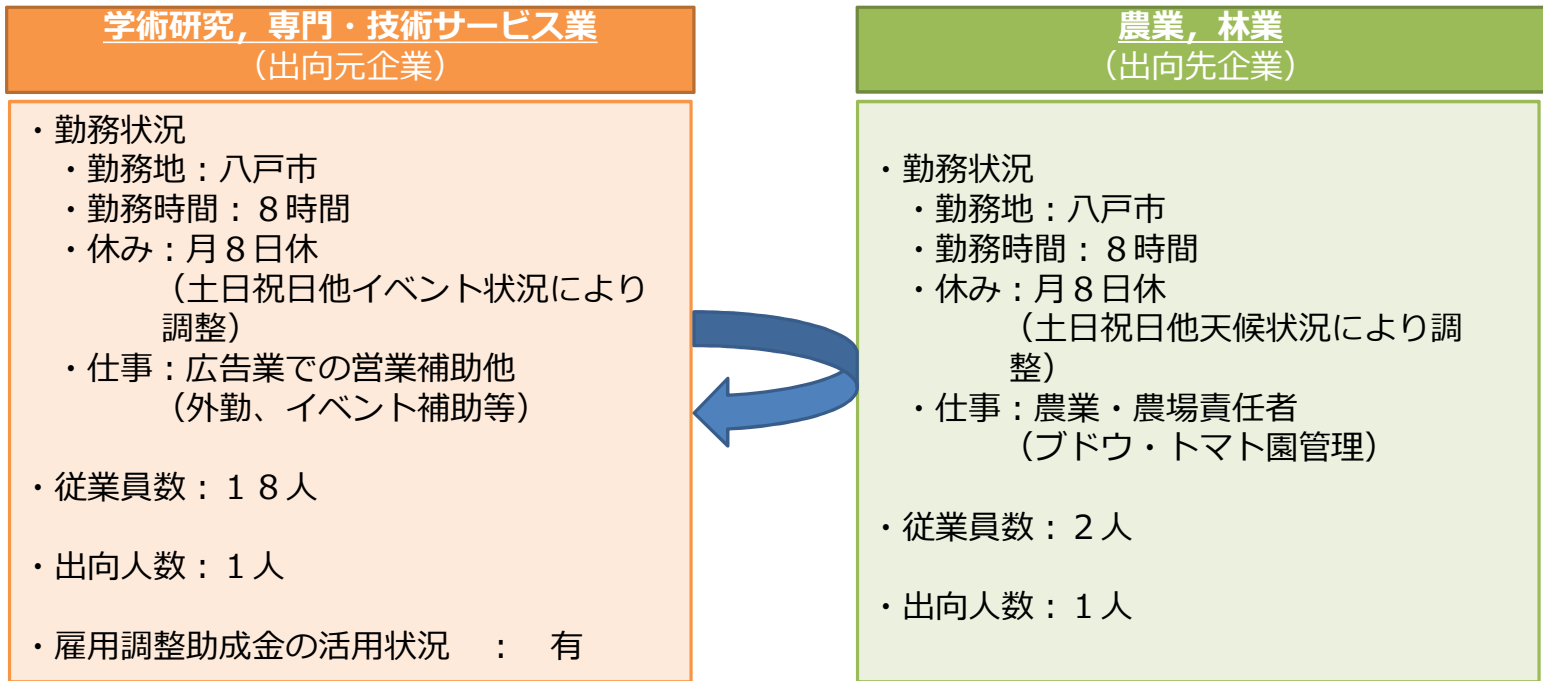 学術研究，専門・技術サービス業
（出向元企業）
・勤務状況
・勤務地：八戸市
・勤務時間：８時間
・休み：月８日休
（土日祝日他イベント状況により
調整）
・仕事：広告業での営業補助他
（外勤、イベント補助等）
・従業員数：１８人
・出向人数：１人
・雇用調整助成金の活用状況　：　有
農業，林業
（出向先企業）
・勤務状況
・勤務地：八戸市
・勤務時間：８時間
・休み：月８日休
（土日祝日他天候状況により調
整）
・仕事：農業・農場責任者
（ブドウ・トマト園管理）
・従業員数：２人
・出向人数：１人